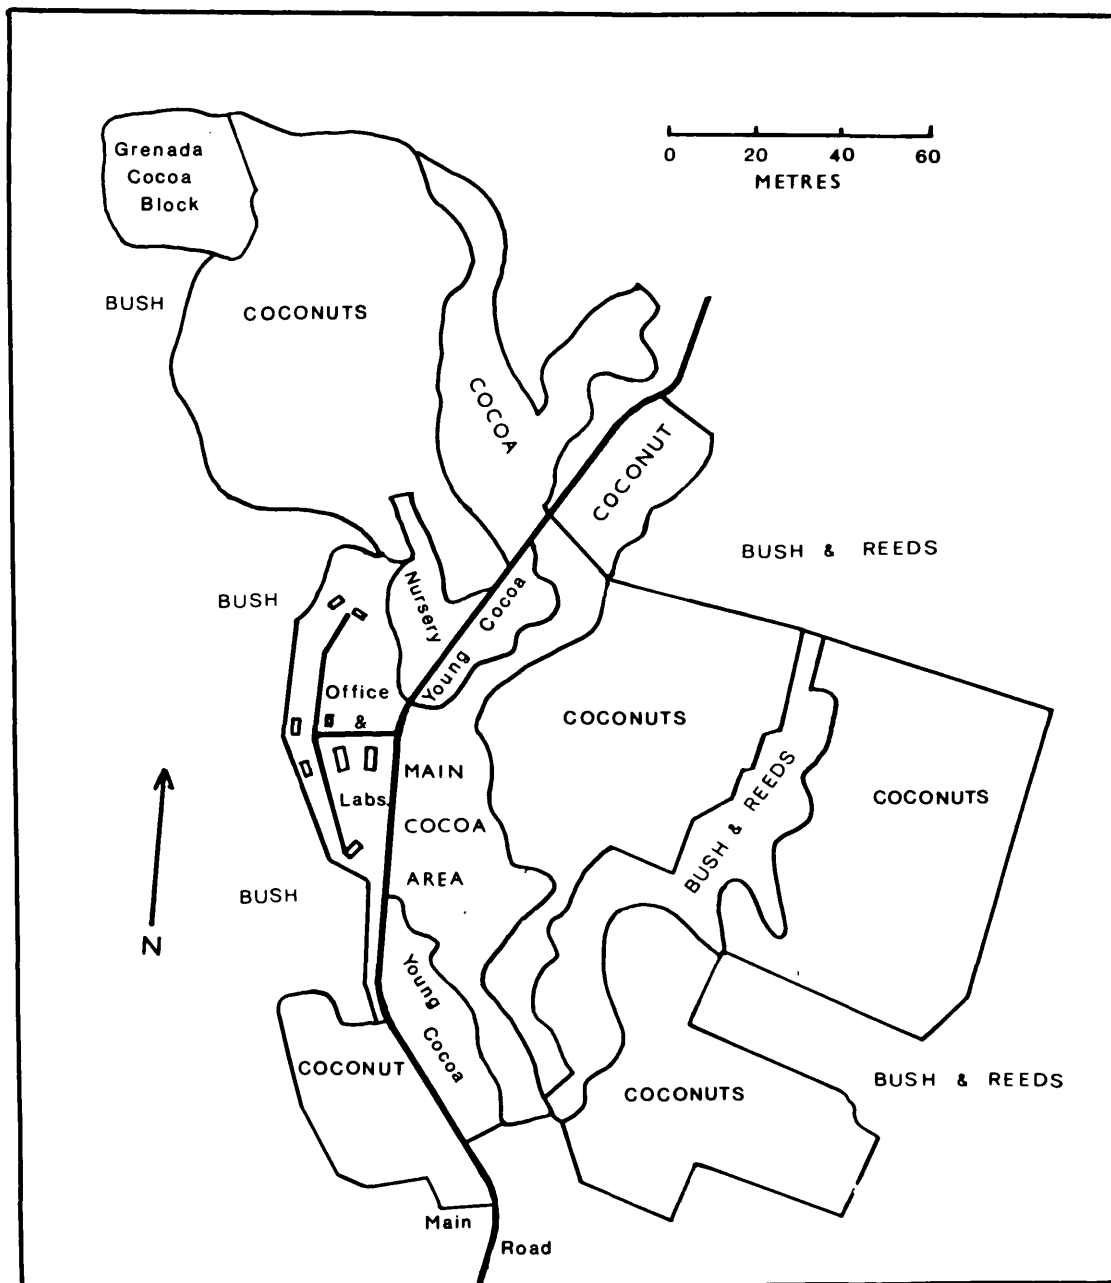 Grenada
Cocoa
Block
0 20 40 60
METRES
BUSH
COCONUTS
COCOA
COCONUT
BUSH & REEDS
Nursery
Young Cocoa
BUSH
Office
&
Labs.
COCONUTS
MAIN
COCOA
AREA
BUSH & REEDS
COCONUTS
BUSH
N
Young
Cocoa
COCONUT
COCONUTS
BUSH & REEDS
Main
Road